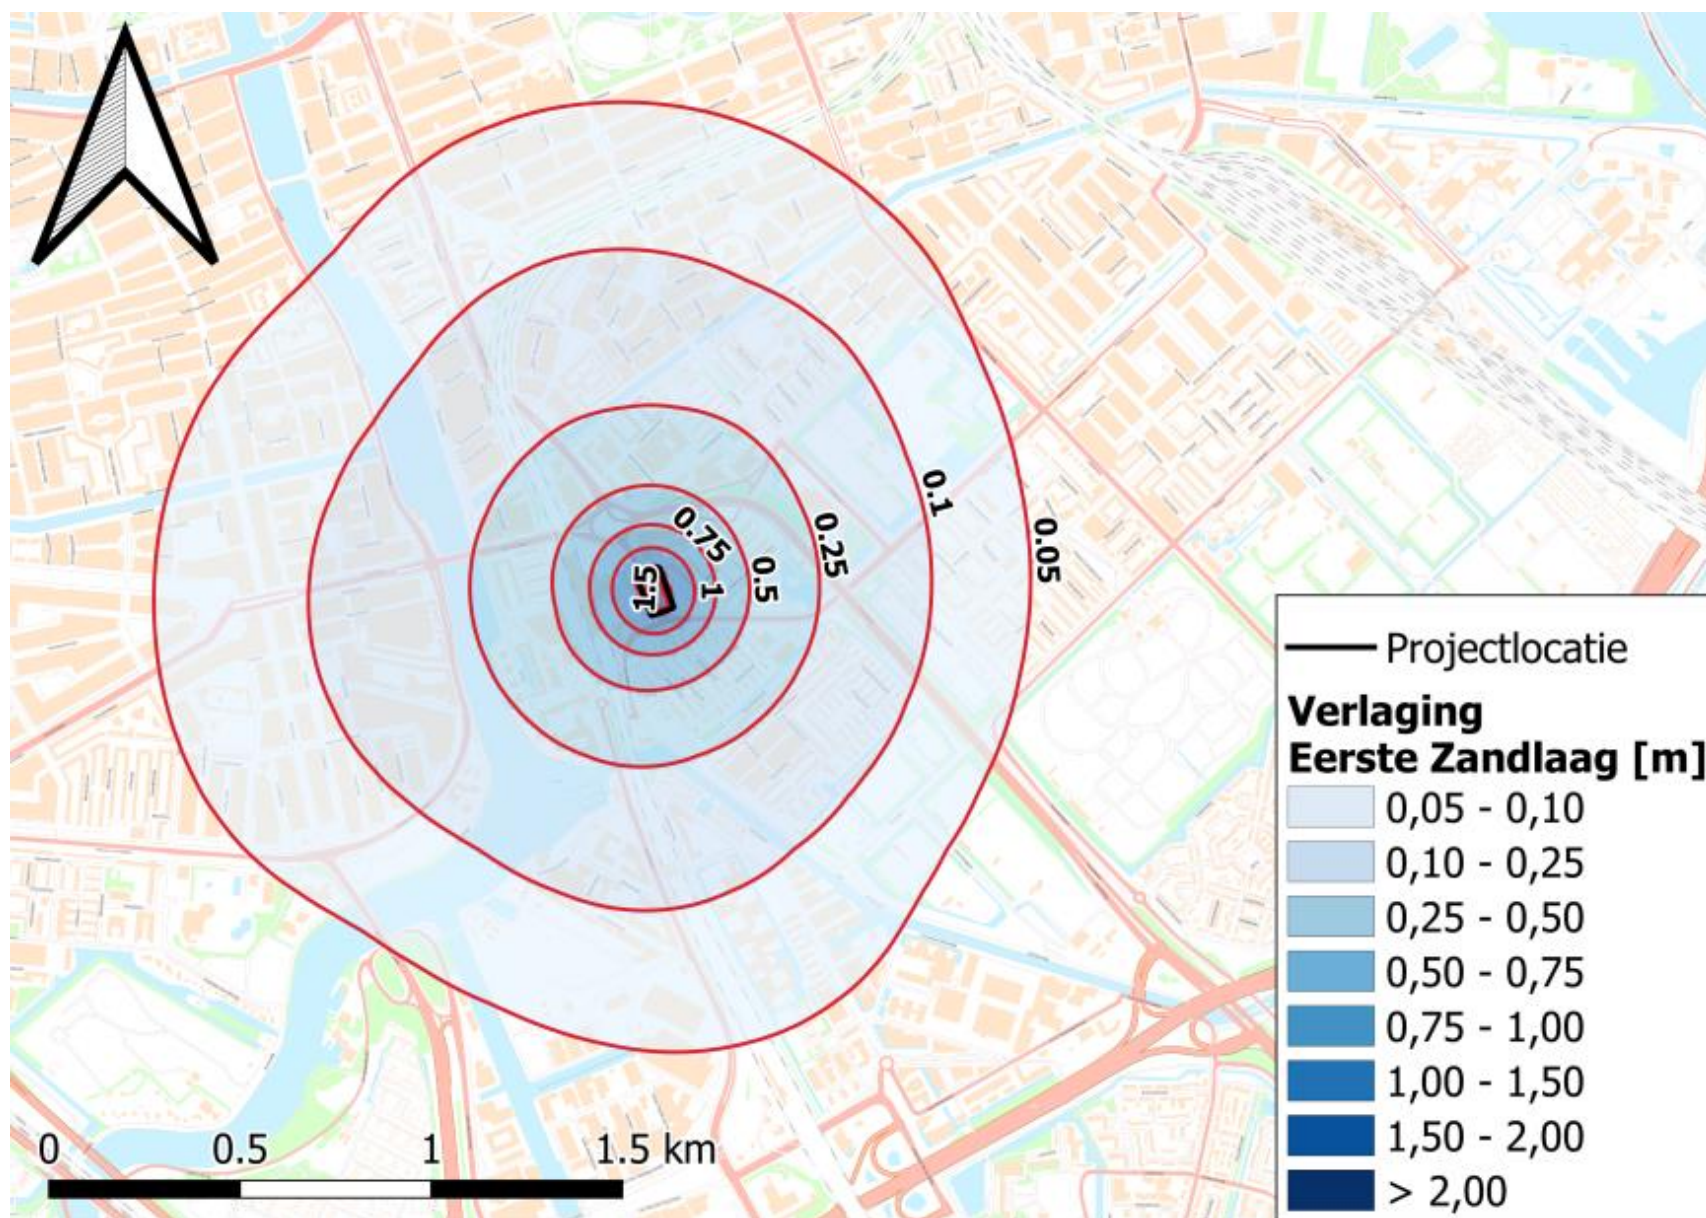 0.75
0.1
0.25
0.05
0.5
1
1.5
Projectlocatie
Verlaging
Eerste Zandlaag [m]
0,05 - 0,10
0,10 - 0,25
0,25 - 0,50
0,50 - 0,75
0,75 - 1,00
1,00 - 1,50
1,50 - 2,00
> 2,00
0 0.5 1 1.5 km